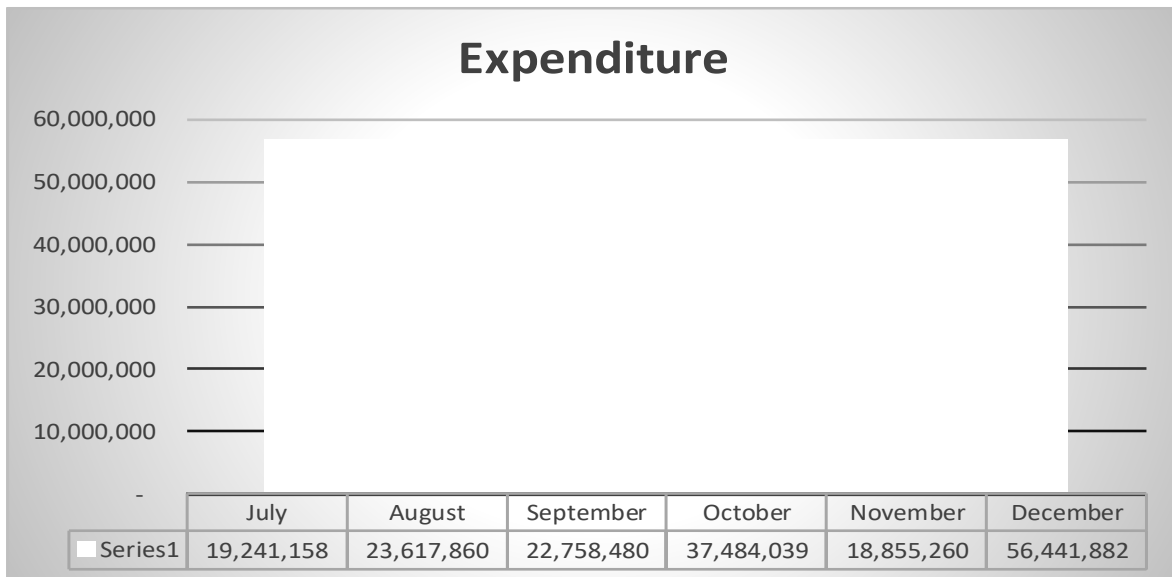 Expenditure
60,000,000
50,000,000
40,000,000
30,000,000
20,000,000
10,000,000
-
July August September October November December
Series1 19,241,158 23,617,860 22,758,480 37,484,039 18,855,260 56,441,882